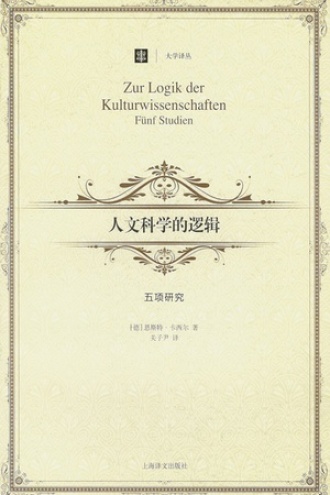 大学译丛
Zur Logik der
Kulturwissenschaften
Fünf Studien
人文科学的逻辑
五项研究
[德]恩斯特·卡西尔 著
关子尹 译
上海译文出版社